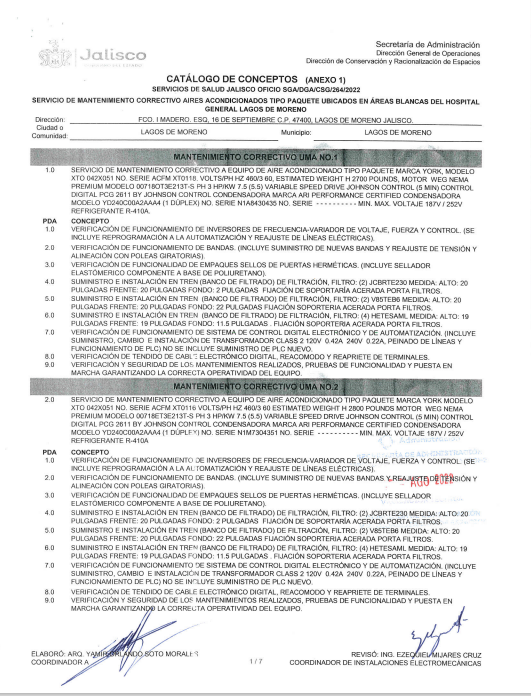 Jalisco
GOBIERNO DEL ESTADO
Secretaría de Administración
Dirección General de Operaciones
Dirección de Conservación y Racionalización de Espacios
CATÁLOGO DE CONCEPTOS (ANEXO 1)
SERVICIOS DE SALUD JALISCO OFICIO SGA/DGA/CSG/264/2022
SERVICIO DE MANTENIMIENTO CORRECTIVO AIRES ACONDICIONADOS TIPO PAQUETE UBICADOS EN ÁREAS BLANCAS DEL HOSPITAL
GENERAL LAGOS DE MORENO
Dirección: FCO. I MADERO, ESQ, 16 DE SEPTIEMBRE C.P. 47400, LAGOS DE MORENO JALISCO.
Ciudad o
Comunidad: LAGOS DE MORENO Municipio: LAGOS DE MORENO
MANTENIMIENTO CORRECTIVO UMA NO.1
1.0 SERVICIO DE MANTENIMIENTO CORRECTIVO A EQUIPO DE AIRE ACONDICIONADO TIPO PAQUETE MARCA YORK, MODELO
XTO 042X051 NO. SERIE ACFM XT0118. VOLTS/PH HZ 460/3 60, ESTIMATED WEIGHT H 2700 POUNDS, MOTOR WEG NEMA
PREMIUM MODELO 00718OT3E213T-S PH 3 HP/KW 7.5 (5.5) VARIABLE SPEED DRIVE JOHNSON CONTROL (5 MIN) CONTROL
DIGITAL PCG 2611 BY JOHNSON CONTROL CONDENSADORA MARCA ARI PERFORMANCE CERTIFIED CONDENSADORA
MODELO YD240C00A2AAA4 (1 DÚPLEX) NO. SERIE N1A8430435 NO. SERIE - - - - - - - - - - MIN. MAX. VOLTAJE 187V / 252V
REFRIGERANTE R-410A.
PDA CONCEPTO
1.0 VERIFICACIÓN DE FUNCIONAMIENTO DE INVERSORES DE FRECUENCIA-VARIADOR DE VOLTAJE, FUERZA Y CONTROL. (SE
INCLUYE REPROGRAMACIÓN A LA AUTOMATIZACIÓN Y REAJUSTE DE LÍNEAS ELÉCTRICAS).
2.0 VERIFICACIÓN DE FUNCIONAMIENTO DE BANDAS. (INCLUYE SUMINISTRO DE NUEVAS BANDAS Y REAJUSTE DE TENSIÓN Y
ALINEACIÓN CON POLEAS GIRATORIAS).
3.0 VERIFICACIÓN DE FUNCIONALIDAD DE EMPAQUES SELLOS DE PUERTAS HERMÉTICAS. (INCLUYE SELLADOR
ELASTÓMERICO COMPONENTE A BASE DE POLIURETANO).
4.0 SUMINISTRO E INSTALACIÓN EN TREN (BANCO DE FILTRADO) DE FILTRACIÓN, FILTRO: (2) JCBRTE230 MEDIDA: ALTO: 20
PULGADAS FRENTE: 20 PULGADAS FONDO: 2 PULGADAS FIJACIÓN DE SOPORTARÍA ACERADA PORTA FILTROS.
5.0 SUMINISTRO E INSTALACIÓN EN TREN (BANCO DE FILTRADO) DE FILTRACIÓN, FILTRO: (2) V85TEB6 MEDIDA: ALTO: 20
PULGADAS FRENTE: 20 PULGADAS FONDO: 22 PULGADAS FIJACIÓN SOPORTERIA ACERADA PORTA FILTROS.
6.0 SUMINISTRO E INSTALACIÓN EN TREN (BANCO DE FILTRADO) DE FILTRACIÓN, FILTRO: (4) HETESAML MEDIDA: ALTO: 19
PULGADAS FRENTE: 19 PULGADAS FONDO: 11.5 PULGADAS . FIJACIÓN SOPORTERIA ACERADA PORTA FILTROS.
7.0 VERIFICACIÓN DE FUNCIONAMIENTO DE SISTEMA DE CONTROL DIGITAL ELECTRÓNICO Y DE AUTOMATIZACIÓN. (INCLUYE
SUMINISTRO, CAMBIO E INSTALACIÓN DE TRANSFORMADOR CLASS 2 120V 0.42A 240V 0.22A, PEINADO DE LÍNEAS Y
FUNCIONAMIENTO DE PLC) NO SE INCLUYE SUMINISTRO DE PLC NUEVO.
8.0 VERIFICACIÓN DE TENDIDO DE CABLE ELECTRÓNICO DIGITAL, REACOMODO Y REAPRIETE DE TERMINALES.
9.0 VERIFICACIÓN Y SEGURIDAD DE LOS MANTENIMIENTOS REALIZADOS, PRUEBAS DE FUNCIONALIDAD Y PUESTA EN
MARCHA GARANTIZANDO LA CORRECTA OPERATIVIDAD DEL EQUIPO.
MANTENIMIENTO CORRECTIVO UMA NO.2
2.0 SERVICIO DE MANTENIMIENTO CORRECTIVO A EQUIPO DE AIRE ACONDICIONADO TIPO PAQUETE MARCA YORK, MODELO
XTO 042X051 NO. SERIE ACFM XT0116 VOLTS/PH HZ 460/3 60 ESTIMATED WEIGHT H 2800 POUNDS MOTOR WEG NEMA
PREMIUM MODELO 00718ET3E213T-S PH 3 HP/KW 7.5 (5.5) VARIABLE SPEED DRIVE JOHNSON CONTROL (5 MIN) CONTROL
DIGITAL PCG 2611 BY JOHNSON CONTROL CONDENSADORA MARCA ARI PERFORMANCE CERTIFIED CONDENSADORA
MODELO YD240C00A2AAA4 (1 DÚPLEX) NO. SERIE N1M7304351 NO. SERIE - - - - - - - - - - MIN. MAX. VOLTAJE 187V / 252V
REFRIGERANTE R-410A
PDA CONCEPTO
1.0 VERIFICACIÓN DE FUNCIONAMIENTO DE INVERSORES DE FRECUENCIA-VARIADOR DE VOLTAJE, FUERZA Y CONTROL. (SE
INCLUYE REPROGRAMACIÓN A LA AUTOMATIZACIÓN Y REAJUSTE DE LÍNEAS ELÉCTRICAS).
2.0 VERIFICACIÓN DE FUNCIONAMIENTO DE BANDAS. (INCLUYE SUMINISTRO DE NUEVAS BANDAS Y REAJUSTE DE TENSIÓN Y
ALINEACIÓN CON POLEAS GIRATORIAS).
AGO 2022
3.0 VERIFICACIÓN DE FUNCIONALIDAD DE EMPAQUES SELLOS DE PUERTAS HERMÉTICAS. (INCLUYE SELLADOR
ELASTÓMERICO COMPONENTE A BASE DE POLIURETANO).
4.0 SUMINISTRO E INSTALACIÓN EN TREN (BANCO DE FILTRADO) DE FILTRACIÓN, FILTRO: (2) JCBRTE230 MEDIDA: ALTO: 20
PULGADAS FRENTE: 20 PULGADAS FONDO: 2 PULGADAS. FIJACIÓN SOPORTERIA ACERADA PORTA FILTROS.
5.0 SUMINISTRO E INSTALACIÓN EN TREN (BANCO DE FILTRADO) DE FILTRACIÓN, FILTRO: (2) V85TEB6 MEDIDA: ALTO: 20
PULGADAS FRENTE: 20 PULGADAS FONDO: 22 PULGADAS. FIJACIÓN SOPORTERIA ACERADA PORTA FILTROS.
6.0 SUMINISTRO E INSTALACIÓN EN TREN (BANCO DE FILTRADO) DE FILTRACIÓN, FILTRO: (4) HETESAML MEDIDA: ALTO: 19
PULGADAS FRENTE: 19 PULGADAS FONDO: 11.5 PULGADAS . FIJACIÓN SOPORTERIA ACERADA PORTA FILTROS.
7.0 VERIFICACIÓN DE FUNCIONAMIENTO DE SISTEMA DE CONTROL DIGITAL ELECTRÓNICO Y DE AUTOMATIZACIÓN. (INCLUYE
SUMINISTRO, CAMBIO E INSTALACIÓN DE TRANSFORMADOR CLASS 2 120V 0.42A 240V 0.22A, PEINADO DE LÍNEAS Y
FUNCIONAMIENTO DE PLC) NO SE INCLUYE SUMINISTRO DE PLC NUEVO.
8.0 VERIFICACIÓN DE TENDIDO DE CABLE ELECTRÓNICO DIGITAL, REACOMODO Y REAPRIETE DE TERMINALES.
9.0 VERIFICACIÓN Y SEGURIDAD DE LOS MANTENIMIENTOS REALIZADOS, PRUEBAS DE FUNCIONALIDAD Y PUESTA EN
MARCHA GARANTIZANDO LA CORRECTA OPERATIVIDAD DEL EQUIPO.
ELABORÓ: ARQ. YAMIR ORLANDO SOTO MORALES
COORDINADOR A
1 / 7
REVISÓ: ING. EZEQUIEL MIJARES CRUZ
COORDINADOR DE INSTALACIONES ELECTROMECÁNICAS